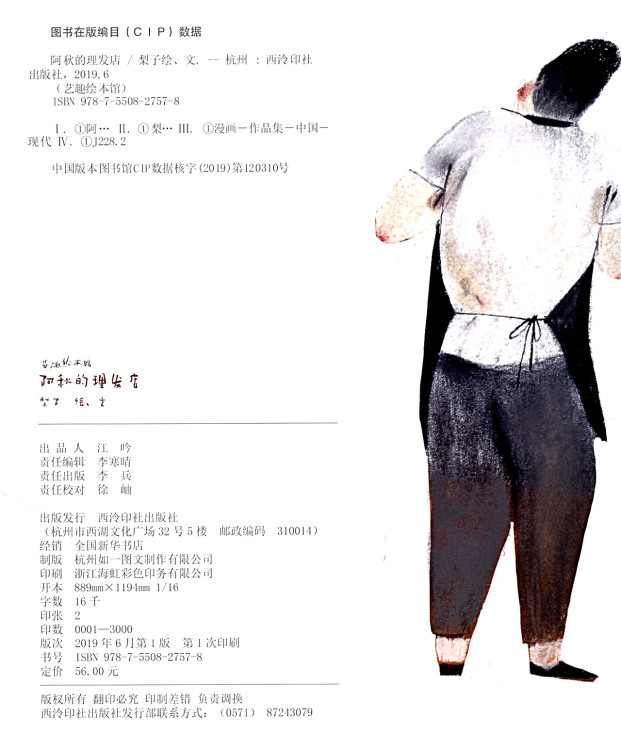 图书在版编目(CIP)数据
阿秋的理发店 / 梨子绘、文. -- 杭州 : 西泠印社
出版社, 2019.6
(艺趣绘本馆)
ISBN 978-7-5508-2757-8
Ⅰ. ①阿… Ⅱ. ①梨… Ⅲ. ①漫画-作品集-中国-
现代 Ⅳ. ①J228.2
中国版本图书馆CIP数据核字(2019)第120310号
艺趣绘本馆
阿秋的理发店
梨子 绘、文
出品人 江吟
责任编辑 李寒晴
责任出版 李兵
责任校对 徐岫
出版发行 西泠印社出版社
(杭州市西湖文化广场32号5楼 邮政编码 310014)
经销 全国新华书店
制版 杭州如一图文制作有限公司
印刷 浙江海虹彩色印务有限公司
开本 889mm×1194mm 1/16
字数 16千
印张 2
印数 0001—3000
版次 2019年6月第1版 第1次印刷
书号 ISBN 978-7-5508-2757-8
定价 56.00元
版权所有 翻印必究 印制差错 负责调换
西泠印社出版社发行部联系方式: (0571) 87243079